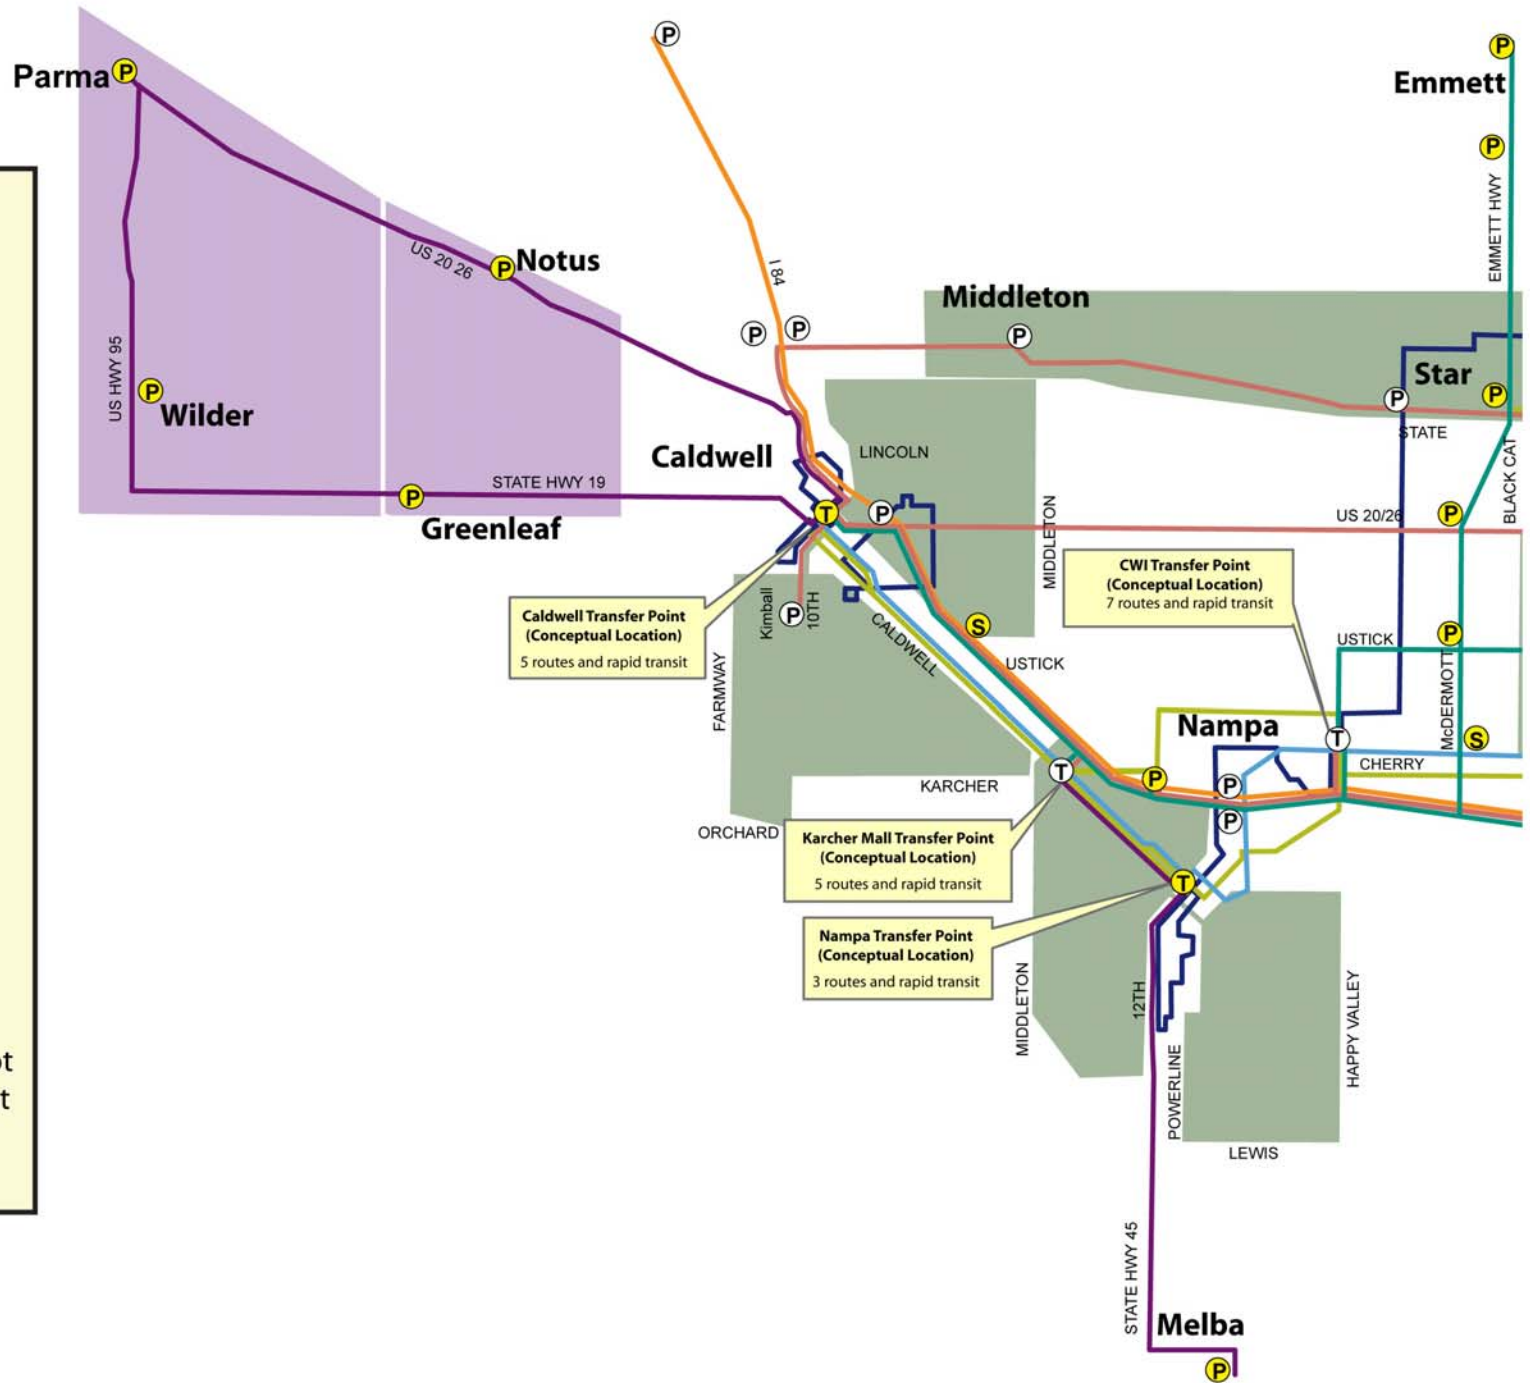 P
P
Parma P
Emmett
P
EMMETT HWY
US 20 26
P Notus
I 84
Middleton
P
P
P
US HWY 95
P
Wilder
Star
P
P
STATE
BLACK CAT
Caldwell
LINCOLN
STATE HWY 19
P
Greenleaf
T
P
MIDDLETON
US 20/26
P
CWI Transfer Point
(Conceptual Location)
7 routes and rapid transit
Caldwell Transfer Point
(Conceptual Location)
5 routes and rapid transit
Kimball
P
10TH
CALDWELL
S
USTICK
USTICK
P
McDERMOTT
FARMWAY
Nampa
T
S
CHERRY
T
P
P
P
KARCHER
ORCHARD
Karcher Mall Transfer Point
(Conceptual Location)
5 routes and rapid transit
T
Nampa Transfer Point
(Conceptual Location)
3 routes and rapid transit
MIDDLETON
12TH
POWERLINE
HAPPY VALLEY
LEWIS
ot
t
STATE HWY 45
Melba
P